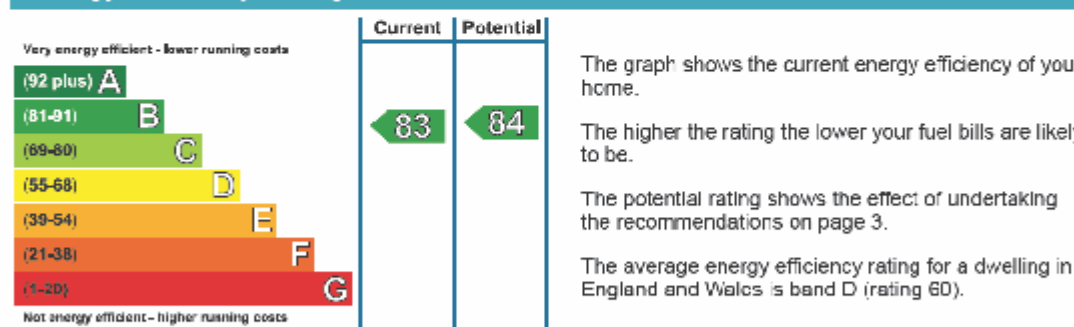 Current Potential
Very energy efficient - lower running costs
(92 plus) A
(81-91) B
(69-80) C
(55-68) D
(39-54) E
(21-38) F
(1-20) G
Not energy efficient - higher running costs
83
84
The graph shows the current energy efficiency of you
home.
The higher the rating the lower your fuel bills are likely
to be.
The potential rating shows the effect of undertaking
the recommendations on page 3.
The average energy efficiency rating for a dwelling in
England and Wales is band D (rating 60).